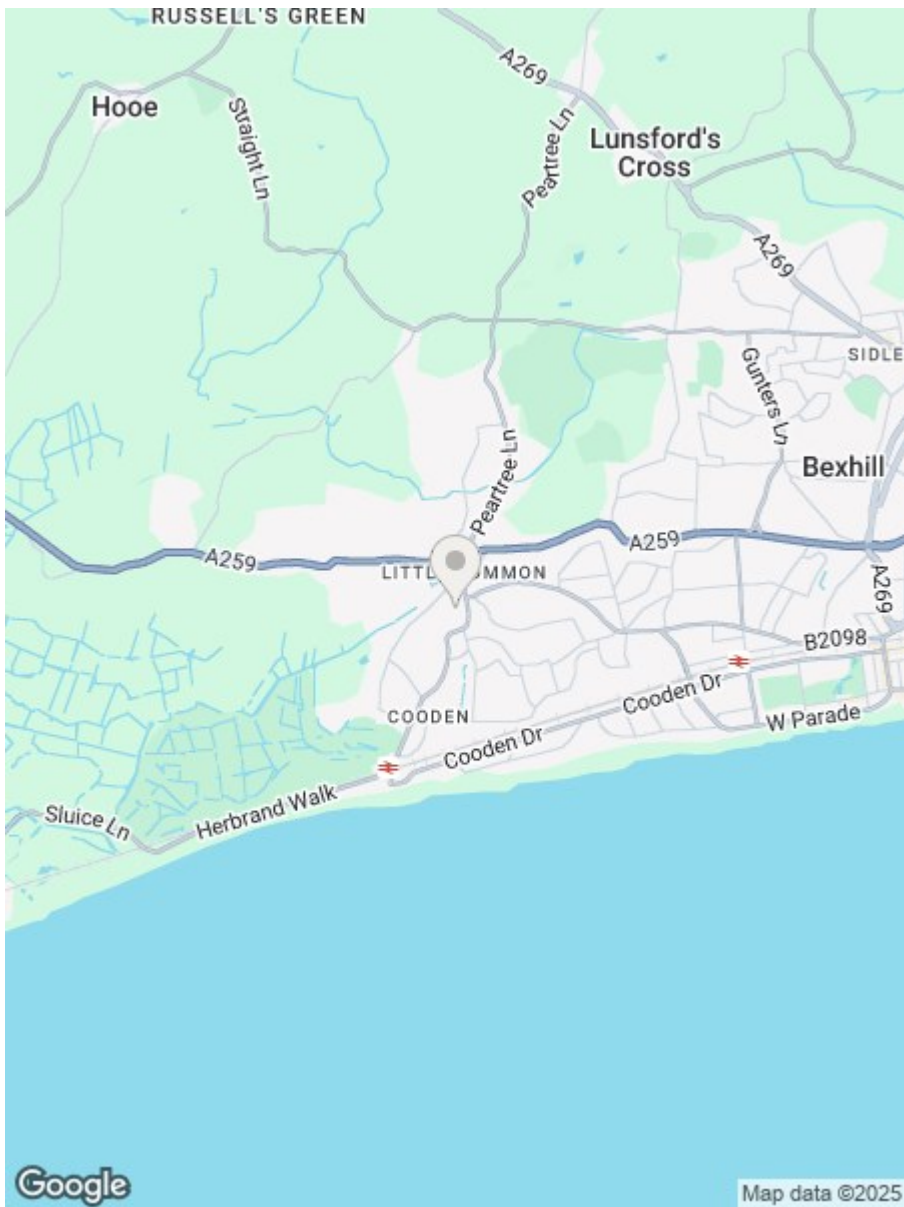 RUSSELL'S GREEN
A269
Hooe
Straight Ln
Peartree Ln
Lunsford's
Cross
A269
SIDLE
Gunters Ln
Bexhill
Peartree Ln
A259
A259
LITTL
MMON
A269
B2098
Cooden Dr
COODEN
W Parade
Cooden Dr
Herbrand Walk
Sluice Ln
Google
Map data ©2025